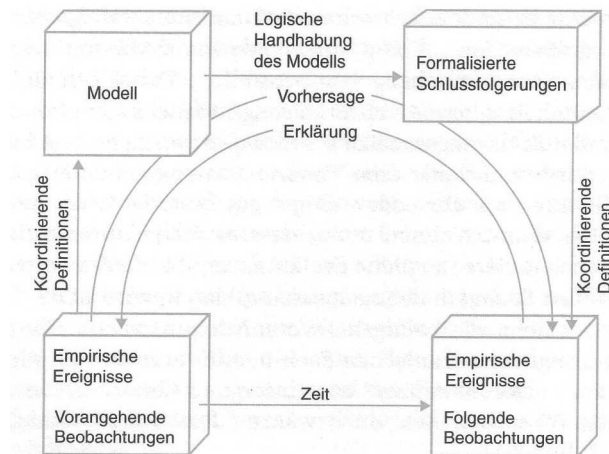 Logische
Handhabung
des Modells
Modell
Formalisierte
Schlussfolgerungen
Vorhersage
Erklärung
Koordinierende
Definitionen
Koordinierende
Definitionen
Empirische
Ereignisse
Vorangehende
Beobachtungen
Zeit
Empirische
Ereignisse
Folgende
Beobachtungen